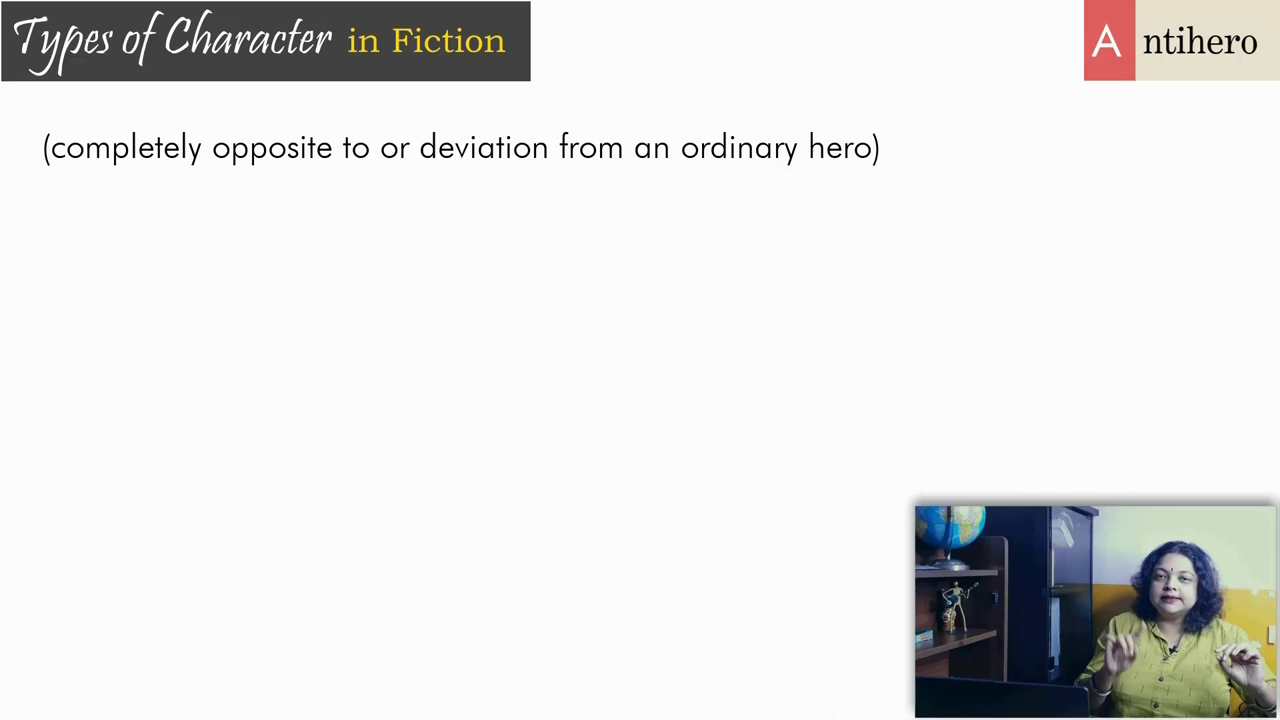 Types of Character in Fiction
Antihero
(completely opposite to or deviation from an ordinary hero)